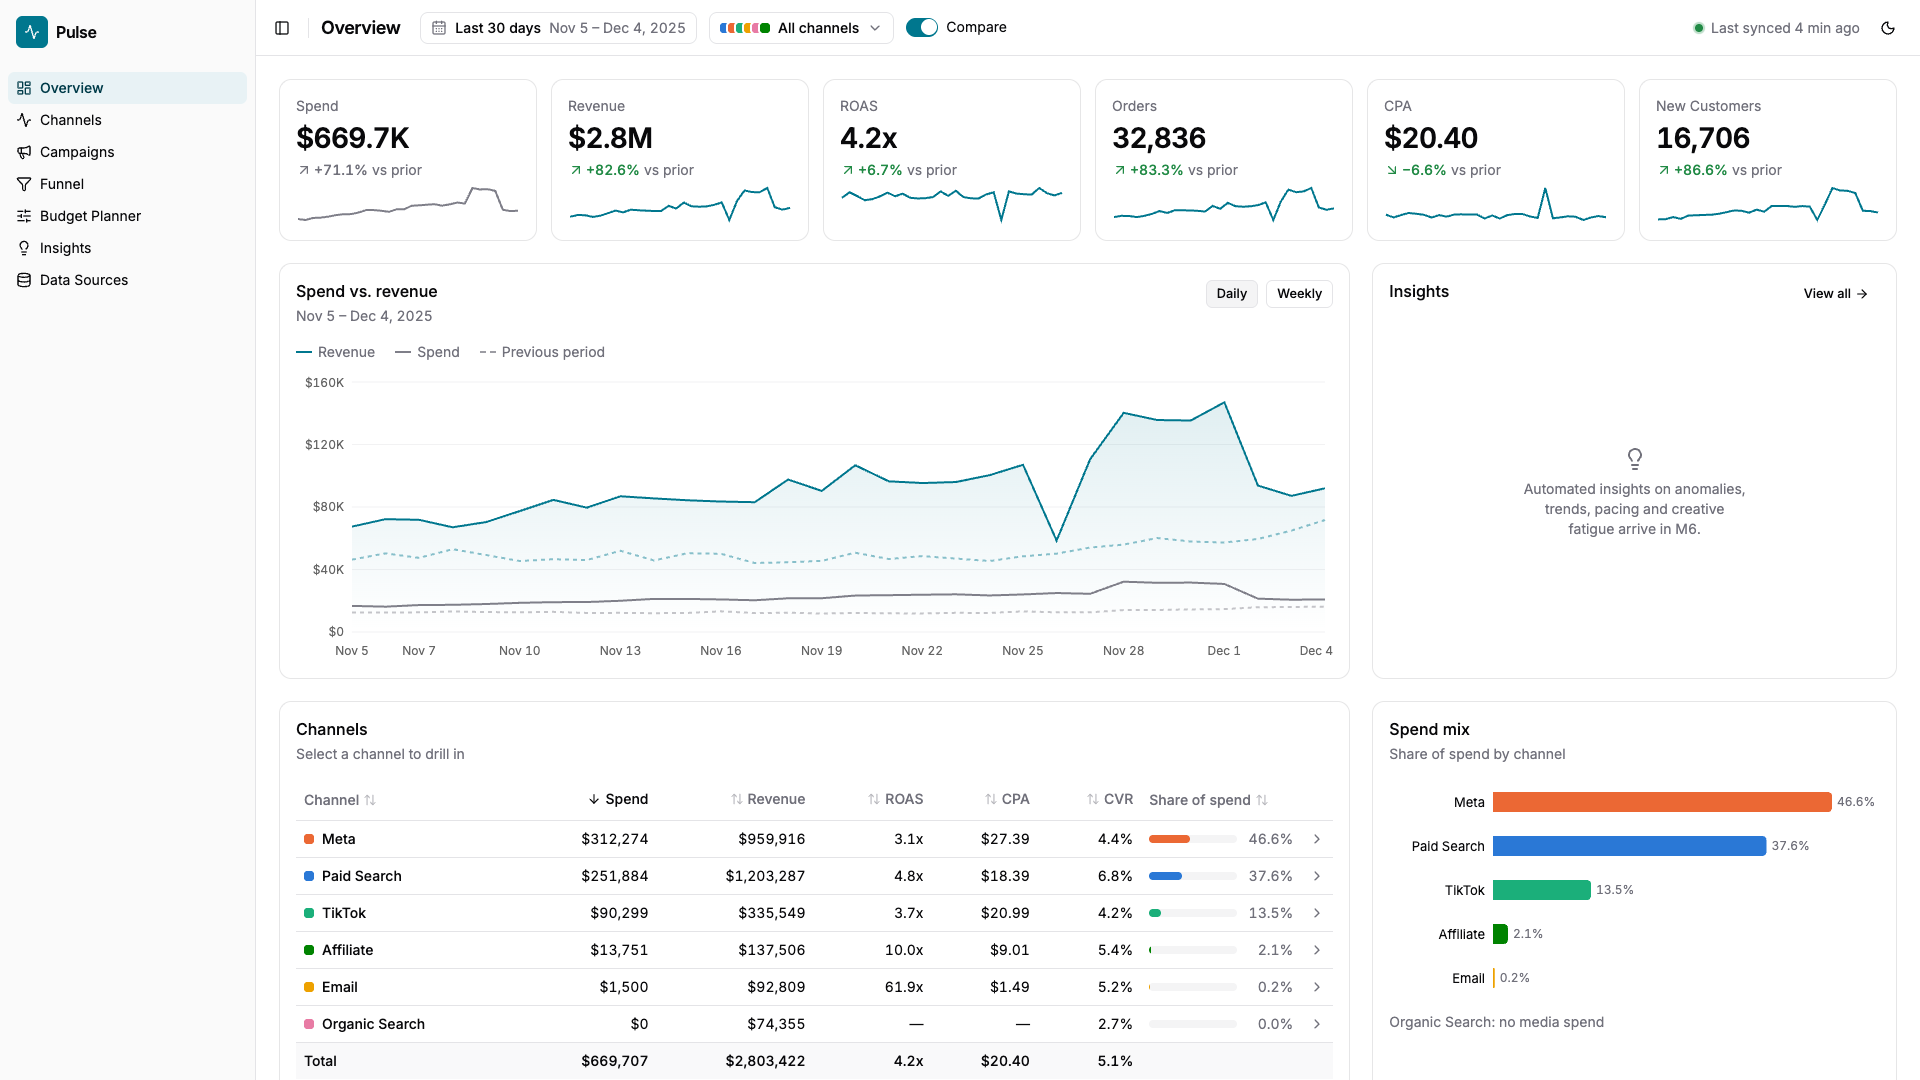 Pulse
Overview
Channels
Campaigns
Funnel
Budget Planner
Insights
Data Sources
Overview
Last 30 days Nov 5 – Dec 4, 2025
All channels
Compare
Last synced 4 min ago
Spend
$669.7K
+71.1% vs prior
Revenue
$2.8M
+82.6% vs prior
ROAS
4.2x
+6.7% vs prior
Orders
32,836
+83.3% vs prior
CPA
$20.40
−6.6% vs prior
New Customers
16,706
+86.6% vs prior
Spend vs. revenue
Nov 5 – Dec 4, 2025
Daily
Weekly
Revenue Spend Previous period
$160K
$120K
$80K
$40K
$0
Nov 5 Nov 7 Nov 10 Nov 13 Nov 16 Nov 19 Nov 22 Nov 25 Nov 28 Dec 1 Dec 4
Insights
View all
Automated insights on anomalies,
trends, pacing and creative
fatigue arrive in M6.
Channels
Select a channel to drill in
Channel Spend Revenue ROAS CPA CVR Share of spend
Meta $312,274 $959,916 3.1x $27.39 4.4% 46.6%
Paid Search $251,884 $1,203,287 4.8x $18.39 6.8% 37.6%
TikTok $90,299 $335,549 3.7x $20.99 4.2% 13.5%
Affiliate $13,751 $137,506 10.0x $9.01 5.4% 2.1%
Email $1,500 $92,809 61.9x $1.49 5.2% 0.2%
Organic Search $0 $74,355 — — 2.7% 0.0%
Total $669,707 $2,803,422 4.2x $20.40 5.1%
Spend mix
Share of spend by channel
Meta 46.6%
Paid Search 37.6%
TikTok 13.5%
Affiliate 2.1%
Email 0.2%
Organic Search: no media spend